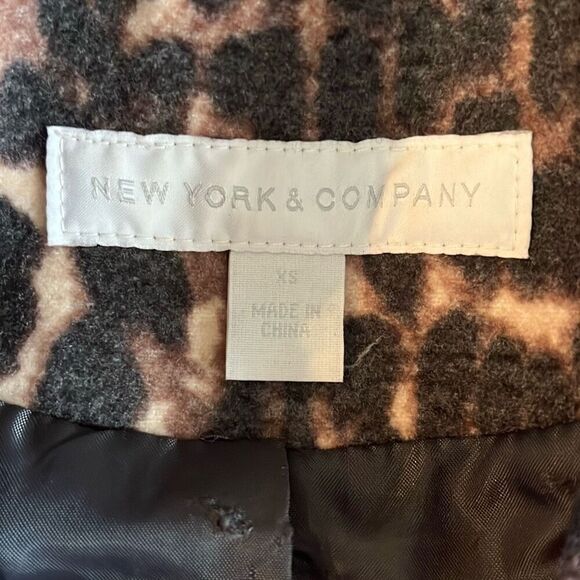 NEW YORK & COMPANY
XS
MADE IN
CHINA